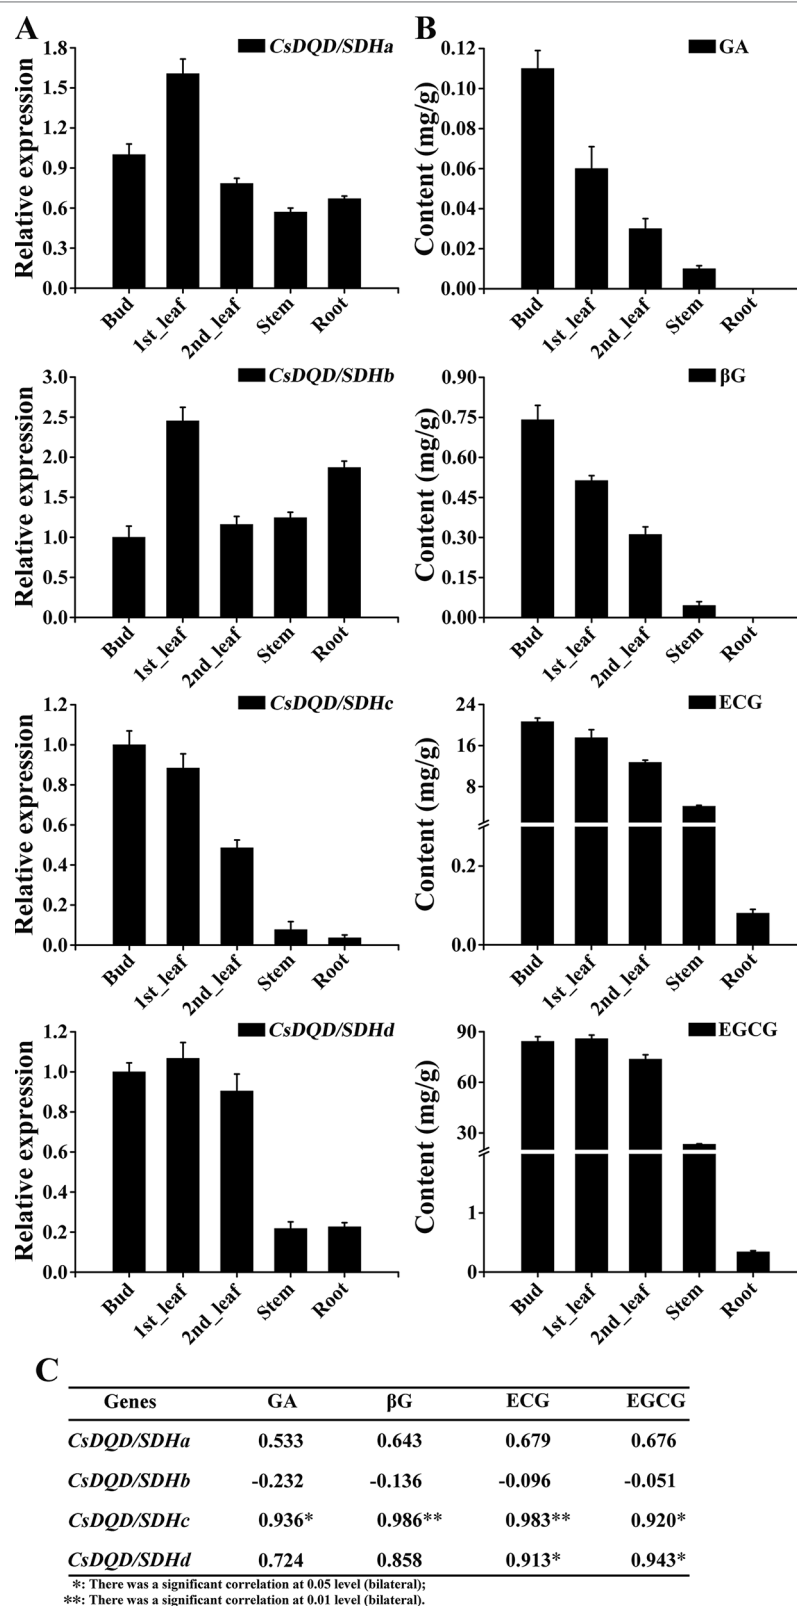 A
B
CsDQD/SDHa
Relative expression
1.8
1.5
1.2
0.9
0.6
0.3
0.0
Bud 1st_leaf 2nd_leaf Stem Root
GA
Content (mg/g)
0.12
0.10
0.08
0.06
0.04
0.02
0.00
Bud 1st_leaf 2nd_leaf Stem Root
CsDQD/SDHb
Relative expression
3.0
2.5
2.0
1.5
1.0
0.5
0.0
Bud 1st_leaf 2nd_leaf Stem Root
βG
Content (mg/g)
0.90
0.75
0.60
0.45
0.30
0.15
0.00
Bud 1st_leaf 2nd_leaf Stem Root
CsDQD/SDHc
Relative expression
1.2
1.0
0.8
0.6
0.4
0.2
0.0
Bud 1st_leaf 2nd_leaf Stem Root
ECG
Content (mg/g)
24
16
8
0.2
0.0
Bud 1st_leaf 2nd_leaf Stem Root
CsDQD/SDHd
Relative expression
1.2
1.0
0.8
0.6
0.4
0.2
0.0
Bud 1st_leaf 2nd_leaf Stem Root
EGCG
Content (mg/g)
90
60
30
1
0
Bud 1st_leaf 2nd_leaf Stem Root
C
Genes GA βG ECG EGCG
CsDQD/SDHa 0.533 0.643 0.679 0.676
CsDQD/SDHb -0.232 -0.136 -0.096 -0.051
CsDQD/SDHc 0.936* 0.986** 0.983** 0.920*
CsDQD/SDHd 0.724 0.858 0.913* 0.943*
*: There was a significant correlation at 0.05 level (bilateral);
**: There was a significant correlation at 0.01 level (bilateral).